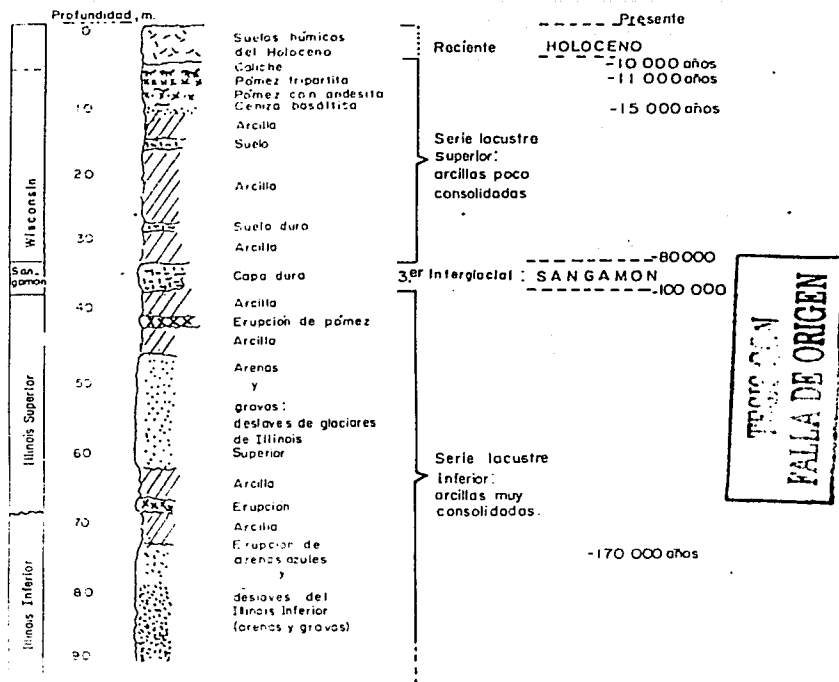 Profundidad, m.
Presente
0
Suelos húmicos
del Holoceno
Reciente
HOLOCENO
Caliche
-10 000 años
Pómez tripartita
-11 000 años
Pómez con andesita
Ceniza basáltica
10
-15 000 años
Arcilla
Suelo
Serie lacustre
Superior:
arcillas poco
consolidadas
20
Arcilla
Wisconsin
Suelo duro
30
Arcilla
-80000
San-
gamon
Capa dura
3.er Interglacial: SANGAMON
-100 000
40
Arcilla
Erupción de pómez
Arcilla
Arenas
50
y
gravas:
deslaves de glaciares
de Illinois
Superior
60
Illinois Superior
Serie lacustre
Inferior:
arcillas muy
consolidadas.
Arcilla
Erupción
70
Arcilla
Erupción de
arenas azules
y
-170 000 años
80
deslaves del
Illinois Inferior
(arenas y gravas)
Illinois Inferior
90
TESIS CON
FALLA DE ORIGEN